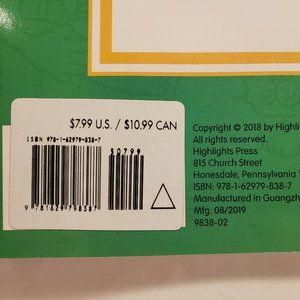 $7.99 U.S. / $10.99 CAN
ISBN 978-1-62979-838-7
50799
9 781629 798387
Copyright © 2018 by Highli
All rights reserved.
Highlights Press
815 Church Street
Honesdale, Pennsylvania
ISBN: 978-1-62979-838-7
Manufactured in Guangzh
Mfg. 08/2019
9838-02